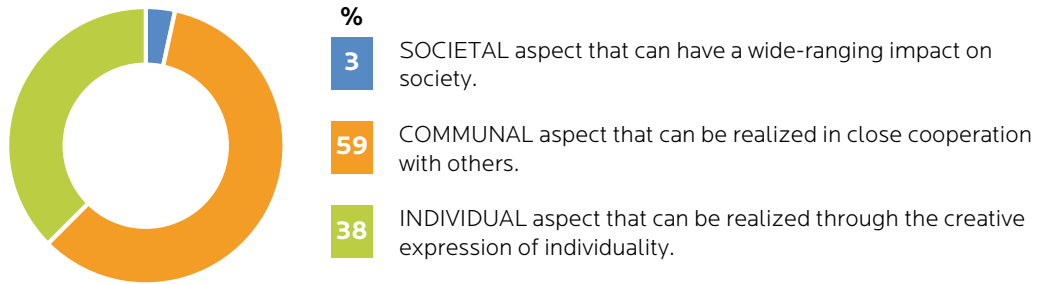 %
3
SOCIETAL aspect that can have a wide-ranging impact on
society.
59
COMMUNAL aspect that can be realized in close cooperation
with others.
38
INDIVIDUAL aspect that can be realized through the creative
expression of individuality.